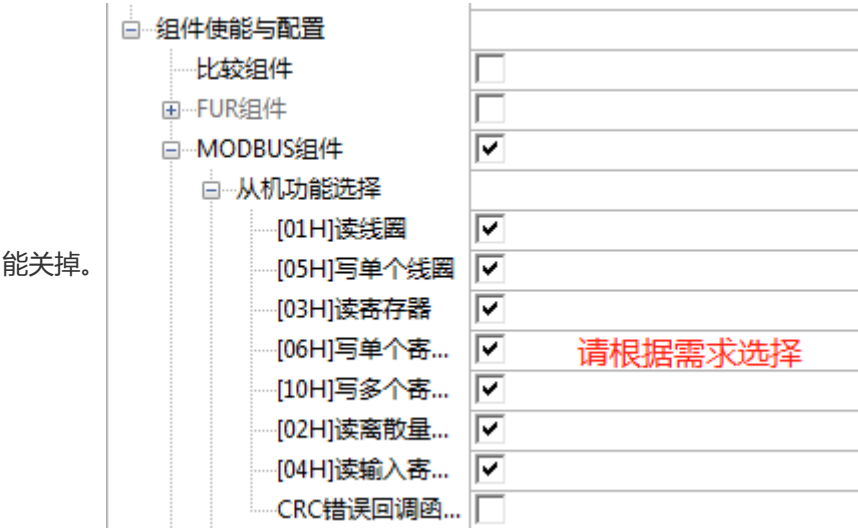 组件使能与配置
比较组件
FUR组件
MODBUS组件
从机功能选择
[01H]读线圈
能关掉。
[05H]写单个线圈
[03H]读寄存器
[06H]写单个寄... 请根据需求选择
[10H]写多个寄...
[02H]读离散量...
[04H]读输入寄...
CRC错误回调函...